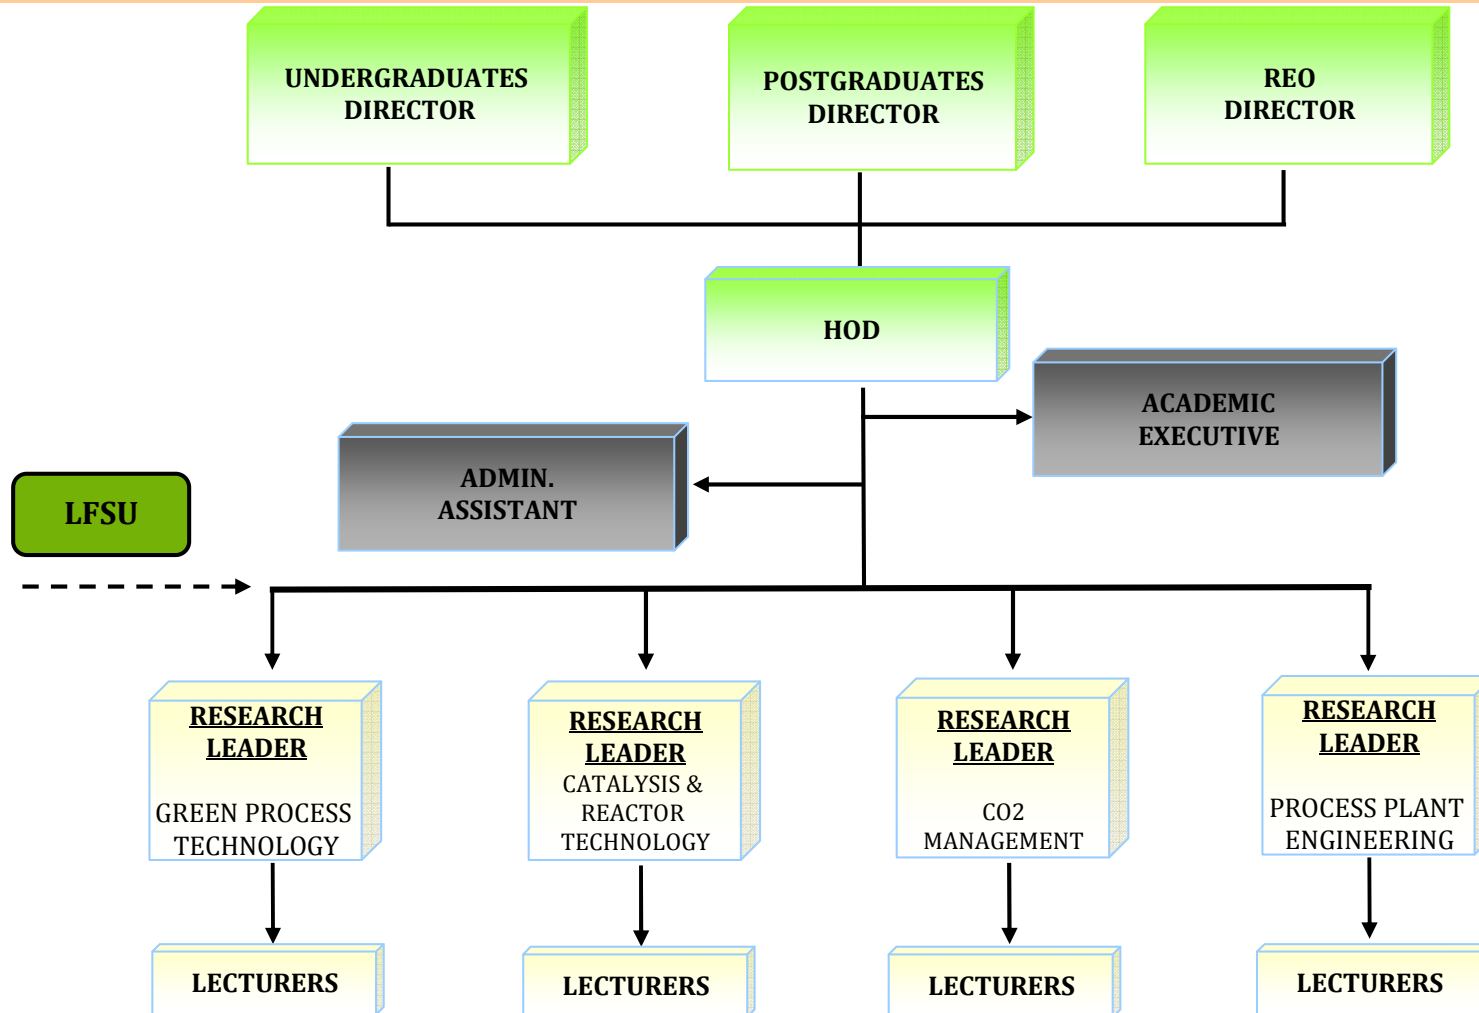 UNDERGRADUATES
DIRECTOR
POSTGRADUATES
DIRECTOR
REO
DIRECTOR
HOD
ACADEMIC
EXECUTIVE
ADMIN.
ASSISTANT
LFSU
RESEARCH
LEADER
GREEN PROCESS
TECHNOLOGY
RESEARCH
LEADER
CATALYSIS &
REACTOR
TECHNOLOGY
RESEARCH
LEADER
CO2
MANAGEMENT
RESEARCH
LEADER
PROCESS PLANT
ENGINEERING
LECTURERS
LECTURERS
LECTURERS
LECTURERS